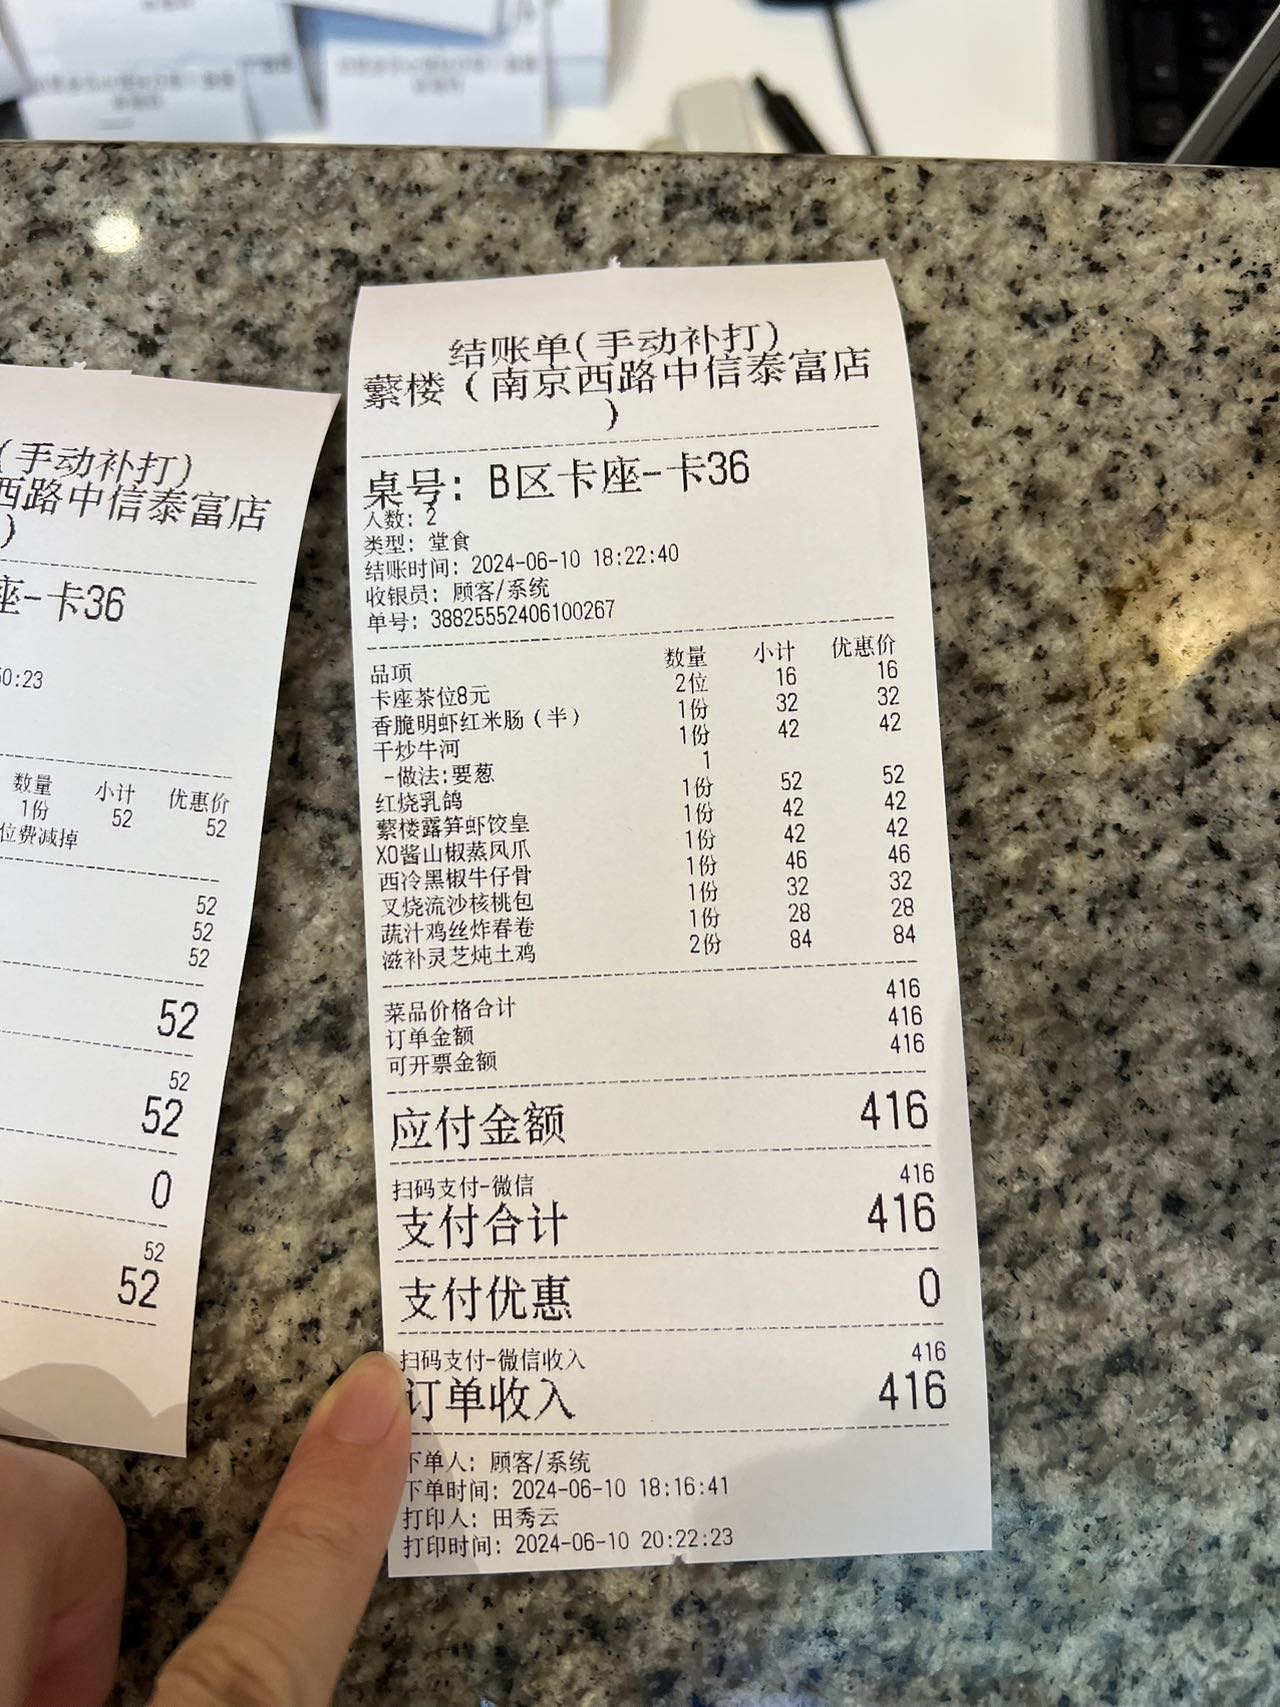 (手动补打)
西路中信泰富店
)
座-卡36
50:23
数量 小计 优惠价
1份 52 52
位费减掉
52
52
52
52
52
52
0
52
52
结账单(手动补打)
蘩楼(南京西路中信泰富店
)
桌号: B区卡座-卡36
人数: 2
类型: 堂食
结账时间: 2024-06-10 18:22:40
收银员: 顾客/系统
单号: 38825552406100267
品项 数量 小计 优惠价
卡座茶位8元 2位 16 16
香脆明虾红米肠(半) 1份 32 32
干炒牛河 1份 42 42
-做法:要葱 1
红烧乳鸽 1份 52 52
蘩楼露笋虾饺皇 1份 42 42
XO酱山椒蒸凤爪 1份 42 42
西冷黑椒牛仔骨 1份 46 46
叉烧流沙核桃包 1份 32 32
蔬汁鸡丝炸春卷 1份 28 28
滋补灵芝炖土鸡 2份 84 84
菜品价格合计 416
订单金额 416
可开票金额 416
应付金额 416
扫码支付-微信 416
支付合计 416
支付优惠 0
扫码支付-微信收入 416
订单收入 416
下单人: 顾客/系统
下单时间: 2024-06-10 18:16:41
打印人: 田秀云
打印时间: 2024-06-10 20:22:23